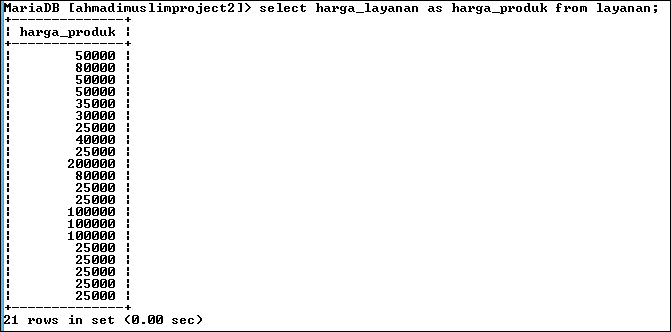 MariaDB [ahmadimuslimproject2]> select harga_layanan as harga_produk from layanan;
+--------------+
¦ harga_produk ¦
+--------------+
¦        50000 ¦
¦        80000 ¦
¦        50000 ¦
¦        50000 ¦
¦        35000 ¦
¦        30000 ¦
¦        25000 ¦
¦        40000 ¦
¦        25000 ¦
¦       200000 ¦
¦        80000 ¦
¦        25000 ¦
¦        25000 ¦
¦       100000 ¦
¦       100000 ¦
¦       100000 ¦
¦        25000 ¦
¦        25000 ¦
¦        25000 ¦
¦        25000 ¦
¦        25000 ¦
+--------------+
21 rows in set (0.00 sec)